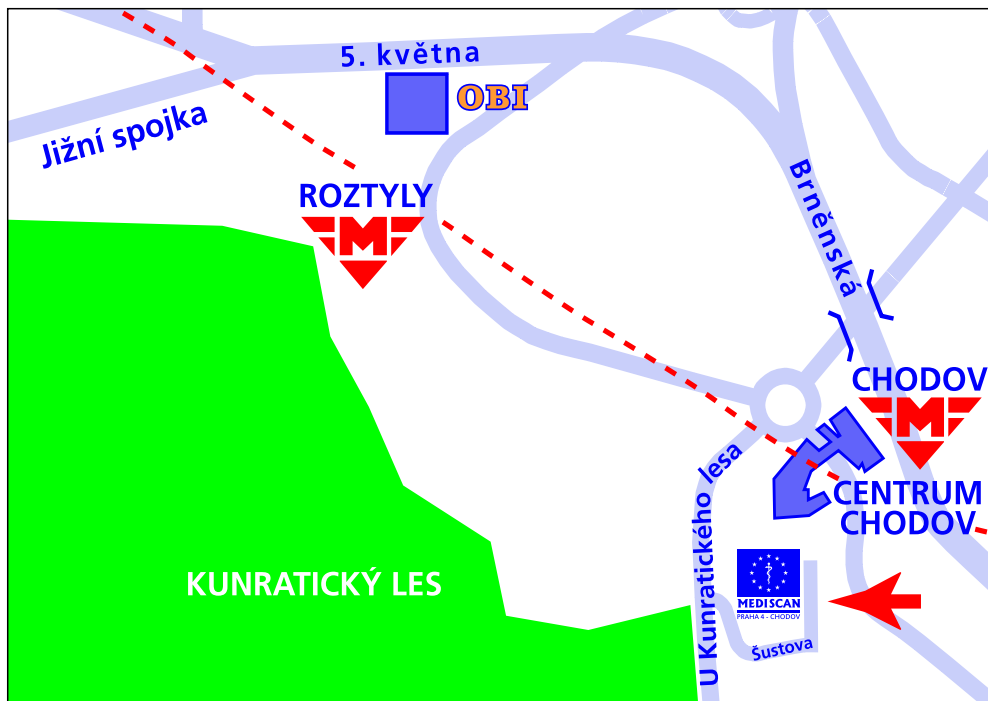 5. května
OBI
Jižní spojka
ROZTYLY
M
Brněnská
CHODOV
M
U Kunratického lesa
CENTRUM
CHODOV
KUNRATICKÝ LES
MEDISCAN
PRAHA 4 - CHODOV
Šustova